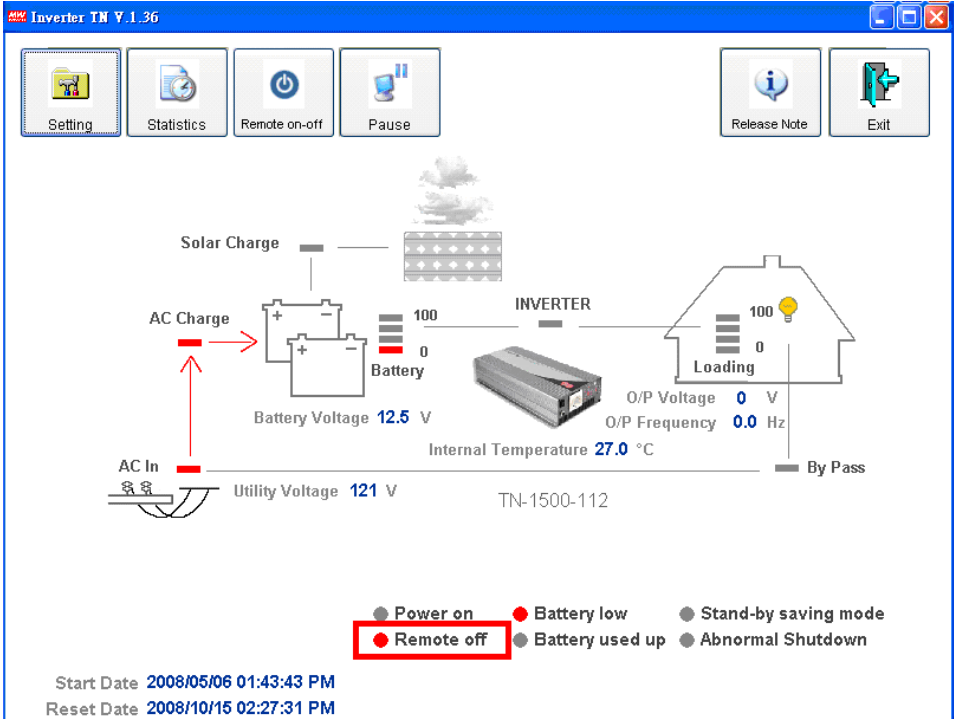 MW Inverter TN V.1.36
Setting
Statistics
Remote on-off
Pause
Release Note
Exit
Solar Charge
AC Charge
+ −
+ −
100
0
Battery
INVERTER
100
0
Loading
Battery Voltage 12.5 V
O/P Voltage 0 V
O/P Frequency 0.0 Hz
Internal Temperature 27.0 °C
AC In
By Pass
Utility Voltage 121 V
TN-1500-112
Power on Battery low Stand-by saving mode
Remote off Battery used up Abnormal Shutdown
Start Date 2008/05/06 01:43:43 PM
Reset Date 2008/10/15 02:27:31 PM